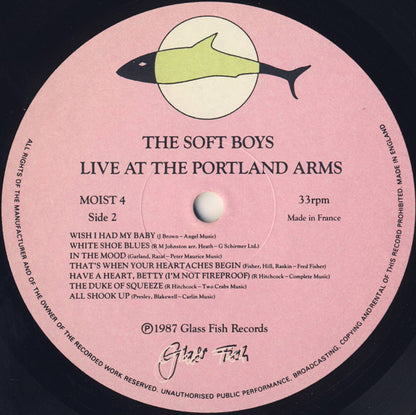 THE SOFT BOYS
LIVE AT THE PORTLAND ARMS
MOIST 4
33rpm
Side 2
Made in France
WISH I HAD MY BABY (J Brown – Angel Music)
WHITE SHOE BLUES (R M Johnston arr. Heath – G Schirmer Ltd.)
IN THE MOOD (Garland, Razal – Peter Maurice Music)
THAT'S WHEN YOUR HEARTACHES BEGIN (Fisher, Hill, Raskin – Fred Fisher)
HAVE A HEART, BETTY (I'M NOT FIREPROOF) (R Hitchcock – Complete Music)
THE DUKE OF SQUEEZE (R Hitchcock – Two Crabs Music)
ALL SHOOK UP (Presley, Blakewell – Carlin Music)
Ⓟ1987 Glass Fish Records
Glass Fish
ALL RIGHTS OF THE MANUFACTURER AND OF THE OWNER OF THE RECORDED WORK RESERVED. UNAUTHORISED PUBLIC PERFORMANCE, BROADCASTING, COPYING AND RENTAL OF THIS RECORD PROHIBITED. MADE IN ENGLAND